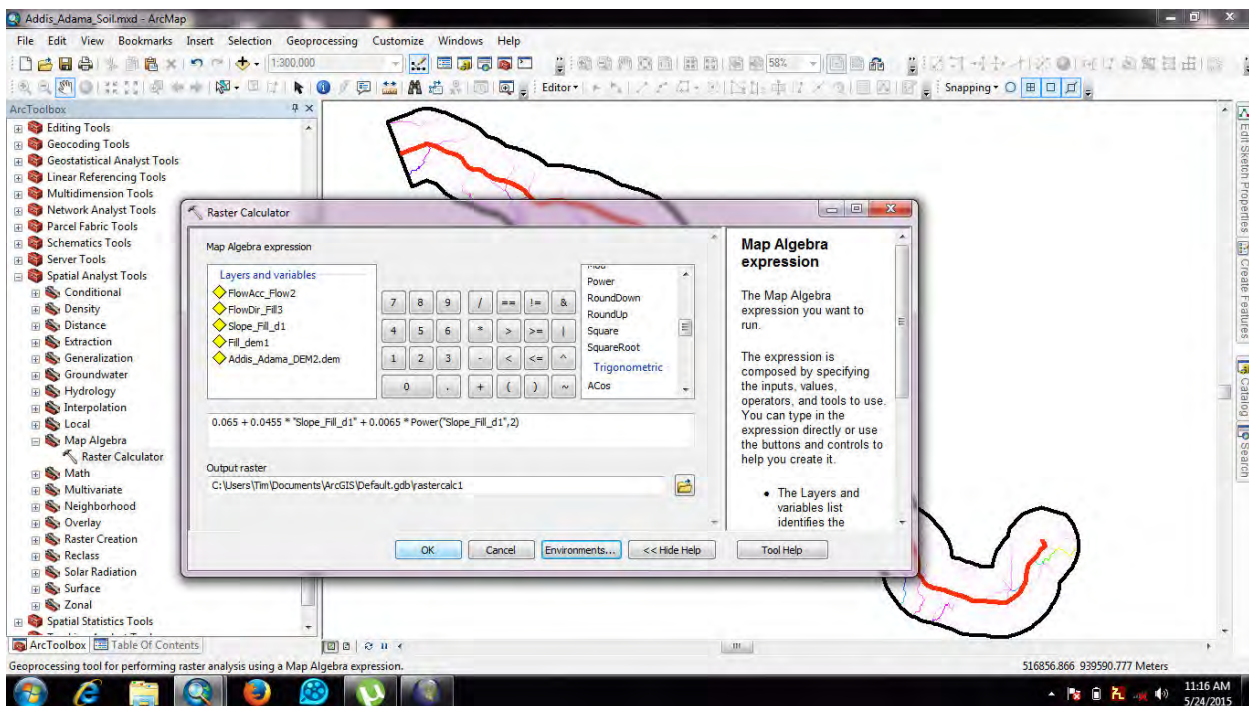 Addis_Adama_Soil.mxd - ArcMap
File Edit View Bookmarks Insert Selection Geoprocessing Customize Windows Help
1:300,000
58%
Editor
Snapping
ArcToolbox
Editing Tools
Geocoding Tools
Geostatistical Analyst Tools
Linear Referencing Tools
Multidimension Tools
Network Analyst Tools
Parcel Fabric Tools
Schematics Tools
Server Tools
Spatial Analyst Tools
Conditional
Density
Distance
Extraction
Generalization
Groundwater
Hydrology
Interpolation
Local
Map Algebra
Raster Calculator
Math
Multivariate
Neighborhood
Overlay
Raster Creation
Reclass
Solar Radiation
Surface
Zonal
Spatial Statistics Tools
ArcToolbox Table Of Contents
Raster Calculator
Map Algebra expression
Layers and variables
FlowAcc_Flow2
FlowDir_Fill3
Slope_Fill_d1
Fill_dem1
Addis_Adama_DEM2.dem
7 8 9 / == != &
4 5 6 * > >= |
1 2 3 - < <= ^
0 . + ( ) ~
Power
RoundDown
RoundUp
Square
SquareRoot
Trigonometric
ACos
0.065 + 0.0455 * "Slope_Fill_d1" + 0.0065 * Power("Slope_Fill_d1",2)
Output raster
C:\Users\Tim\Documents\ArcGIS\Default.gdb\rastercalc1
OK Cancel Environments... << Hide Help Tool Help
Map Algebra
expression
The Map Algebra
expression you want to
run.
The expression is
composed by specifying
the inputs, values,
operators, and tools to use.
You can type in the
expression directly or use
the buttons and controls to
help you create it.
• The Layers and
variables list
identifies the
Edit Sketch Properties
Create Features
Catalog
Search
Geoprocessing tool for performing raster analysis using a Map Algebra expression.
516856.866 939590.777 Meters
11:16 AM
5/24/2015